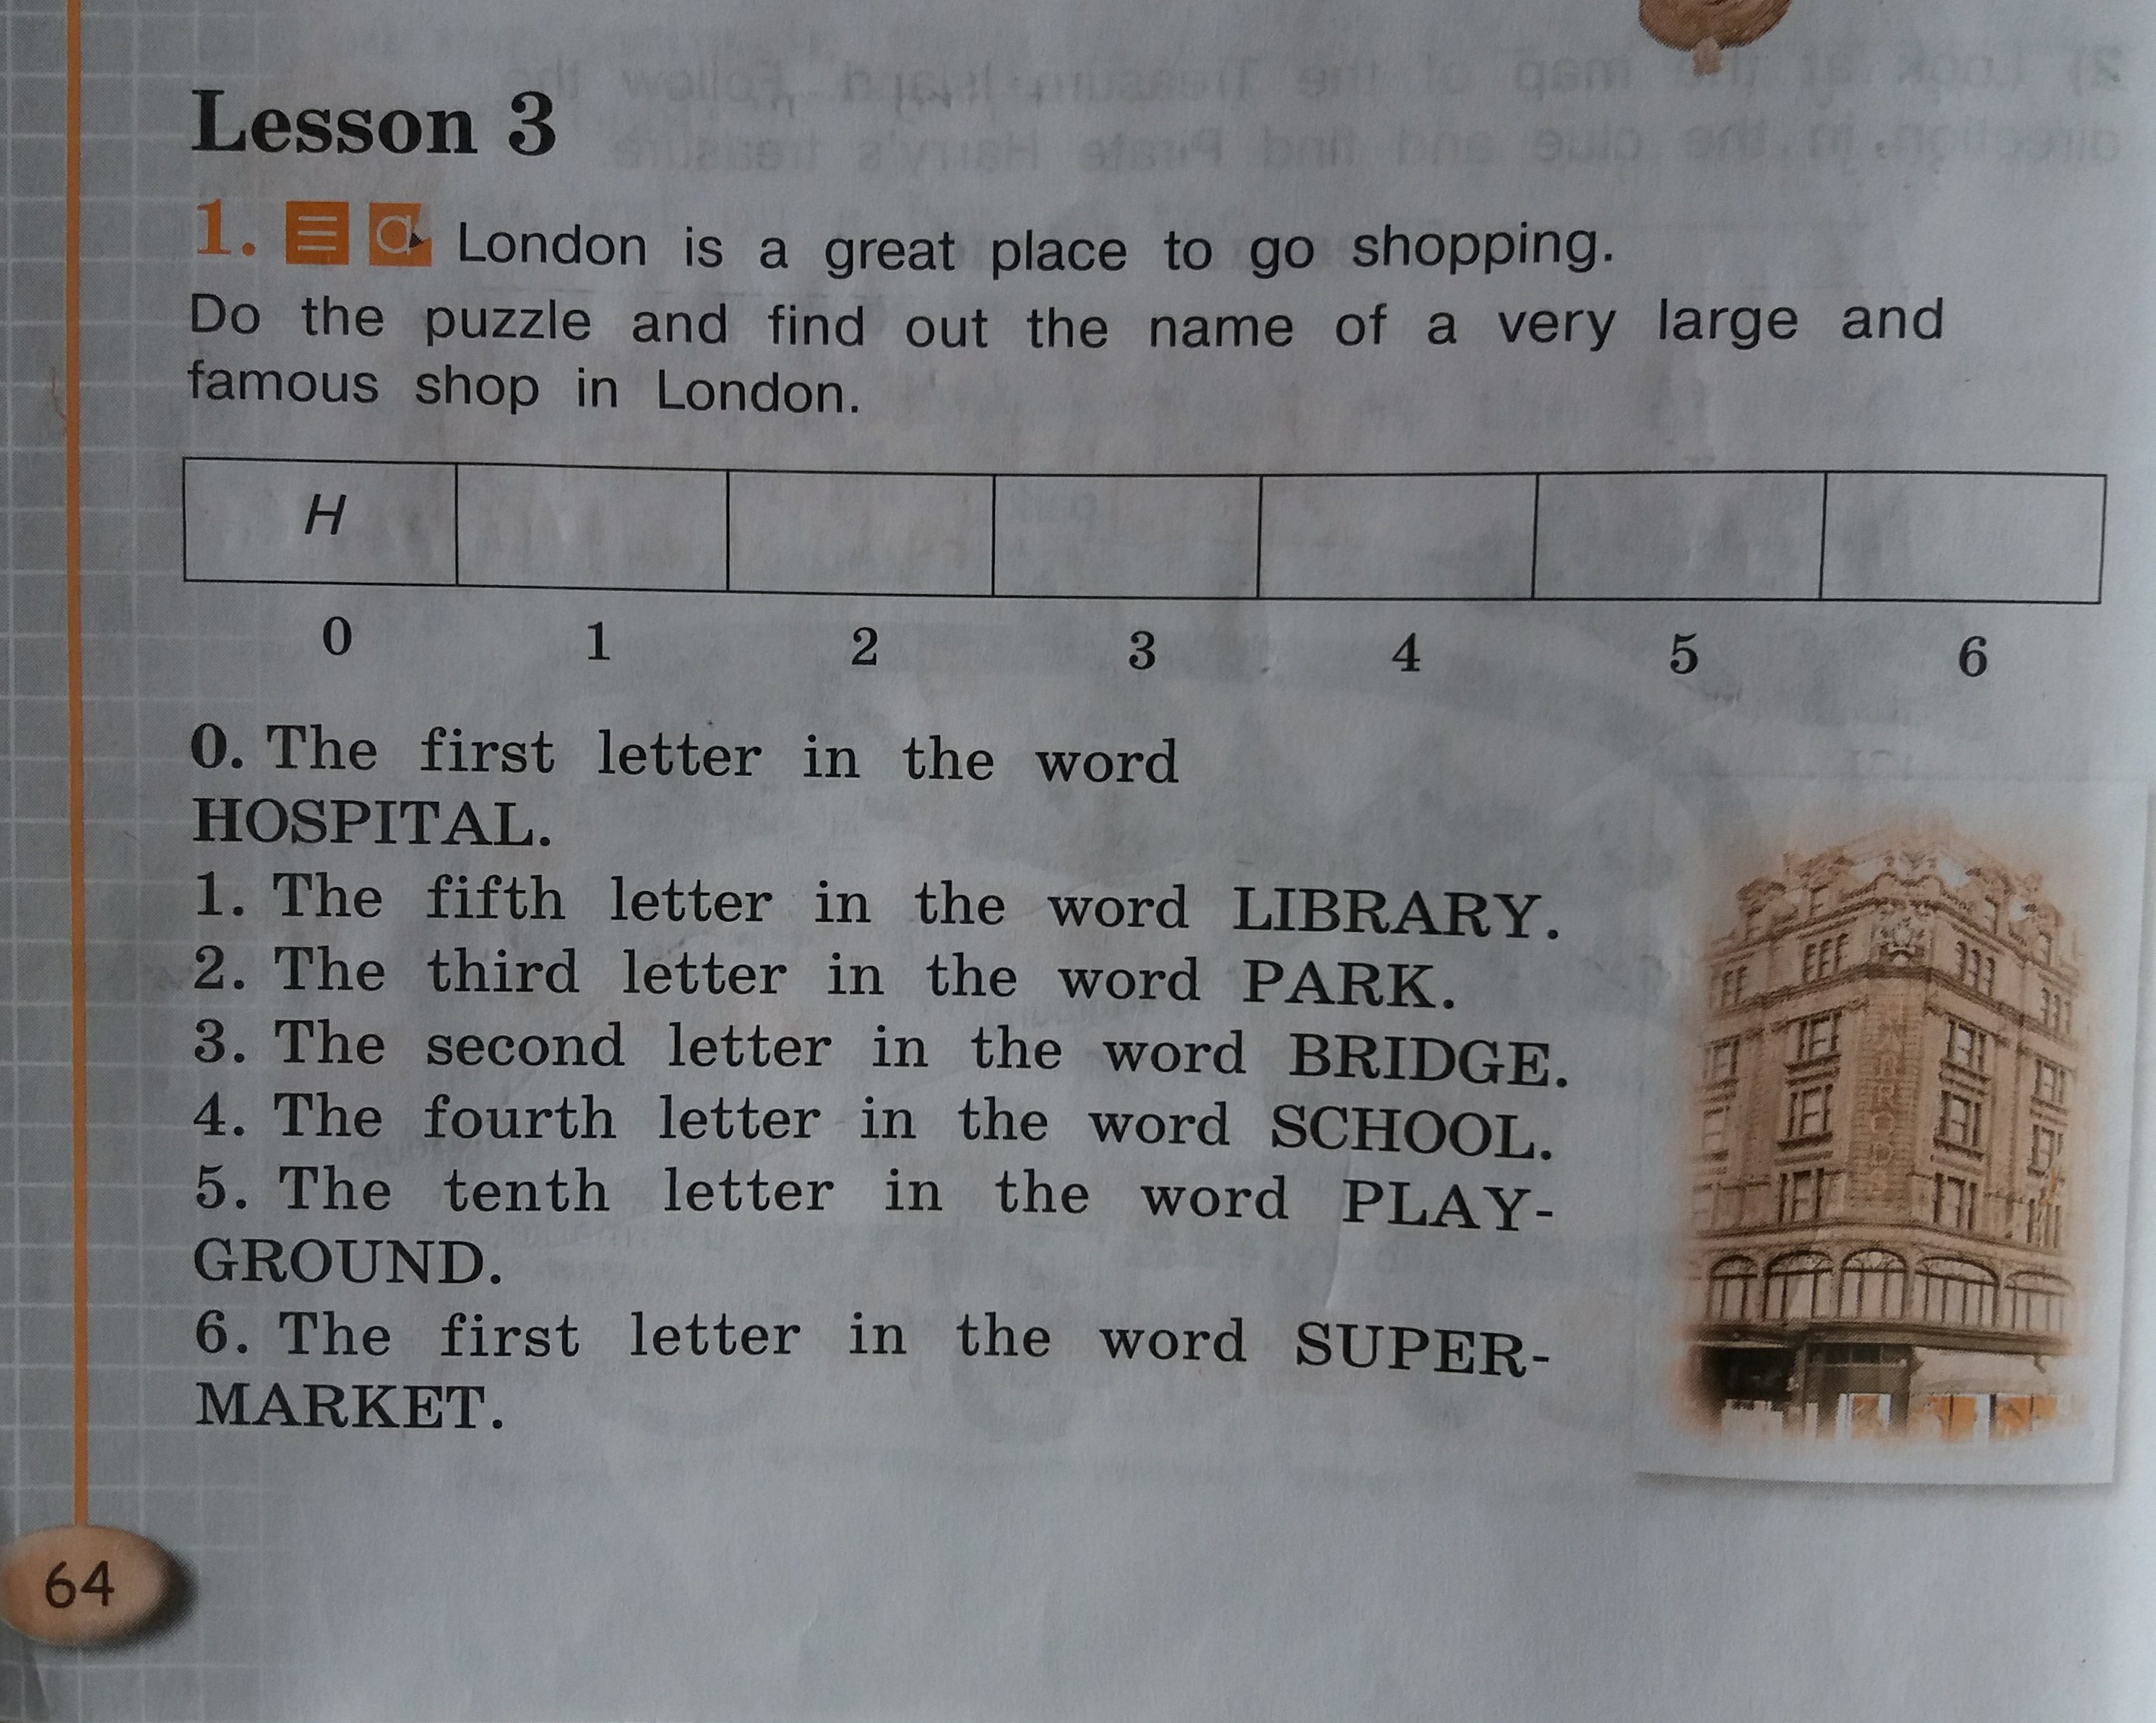 Lesson 3
1. London is a great place to go shopping.
Do the puzzle and find out the name of a very large and
famous shop in London.
H
0 1 2 3 4 5 6
0. The first letter in the word
HOSPITAL.
1. The fifth letter in the word LIBRARY.
2. The third letter in the word PARK.
3. The second letter in the word BRIDGE.
4. The fourth letter in the word SCHOOL.
5. The tenth letter in the word PLAY-
GROUND.
6. The first letter in the word SUPER-
MARKET.
64